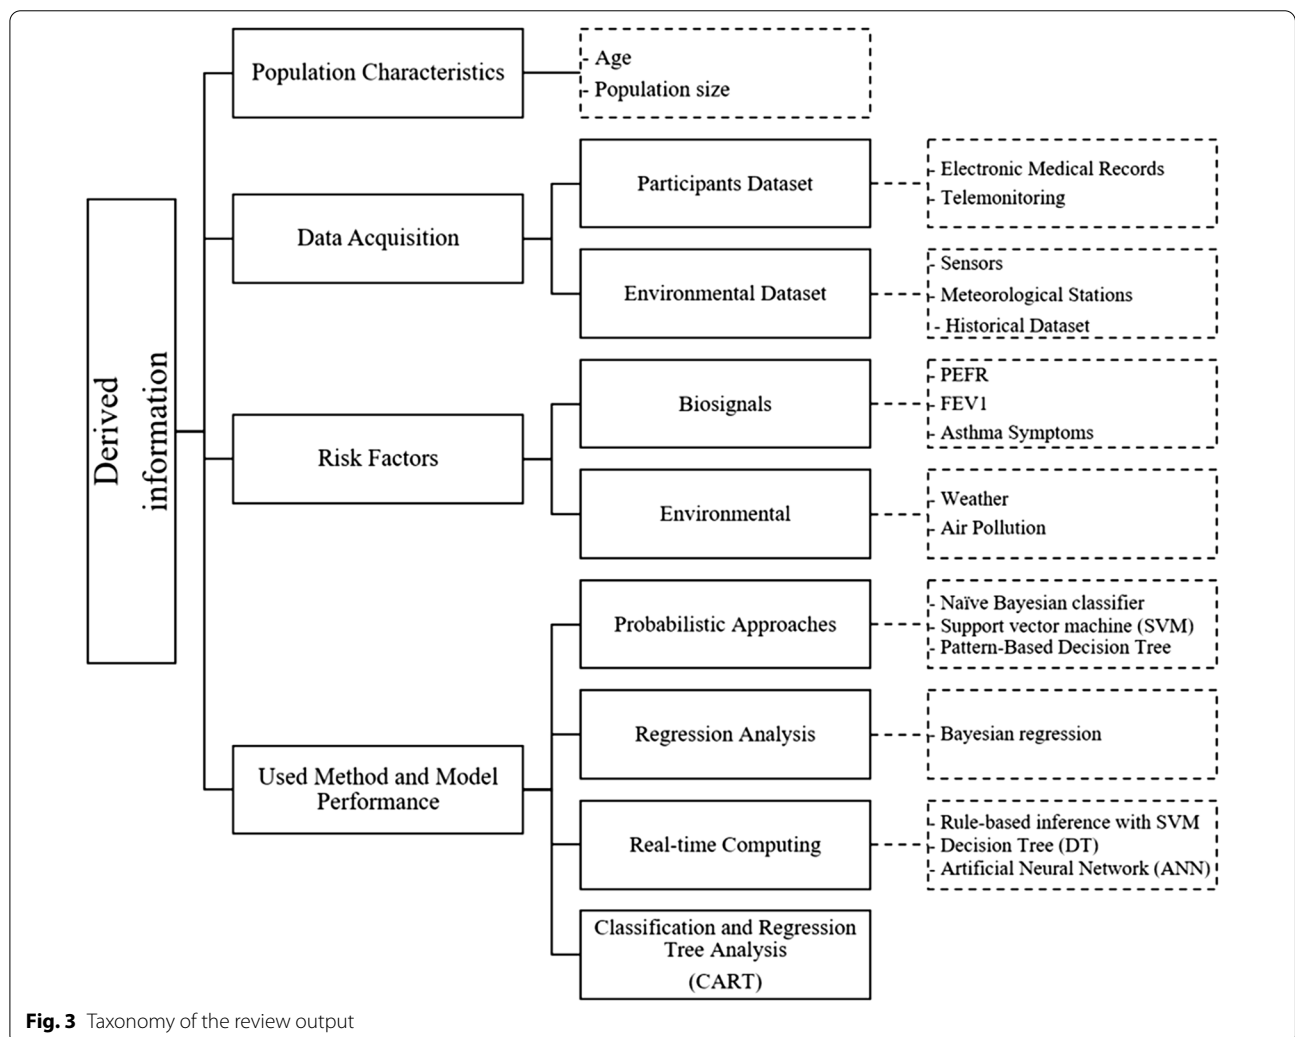 Derived
information
Population Characteristics
- Age
- Population size
Data Acquisition
Participants Dataset
- Electronic Medical Records
- Telemonitoring
Environmental Dataset
- Sensors
- Meteorological Stations
- Historical Dataset
Risk Factors
Biosignals
- PEFR
- FEV1
- Asthma Symptoms
Environmental
- Weather
- Air Pollution
Used Method and Model
Performance
Probabilistic Approaches
- Naïve Bayesian classifier
- Support vector machine (SVM)
- Pattern-Based Decision Tree
Regression Analysis
- Bayesian regression
Real-time Computing
- Rule-based inference with SVM
- Decision Tree (DT)
- Artificial Neural Network (ANN)
Classification and Regression
Tree Analysis
(CART)
Fig. 3 Taxonomy of the review output